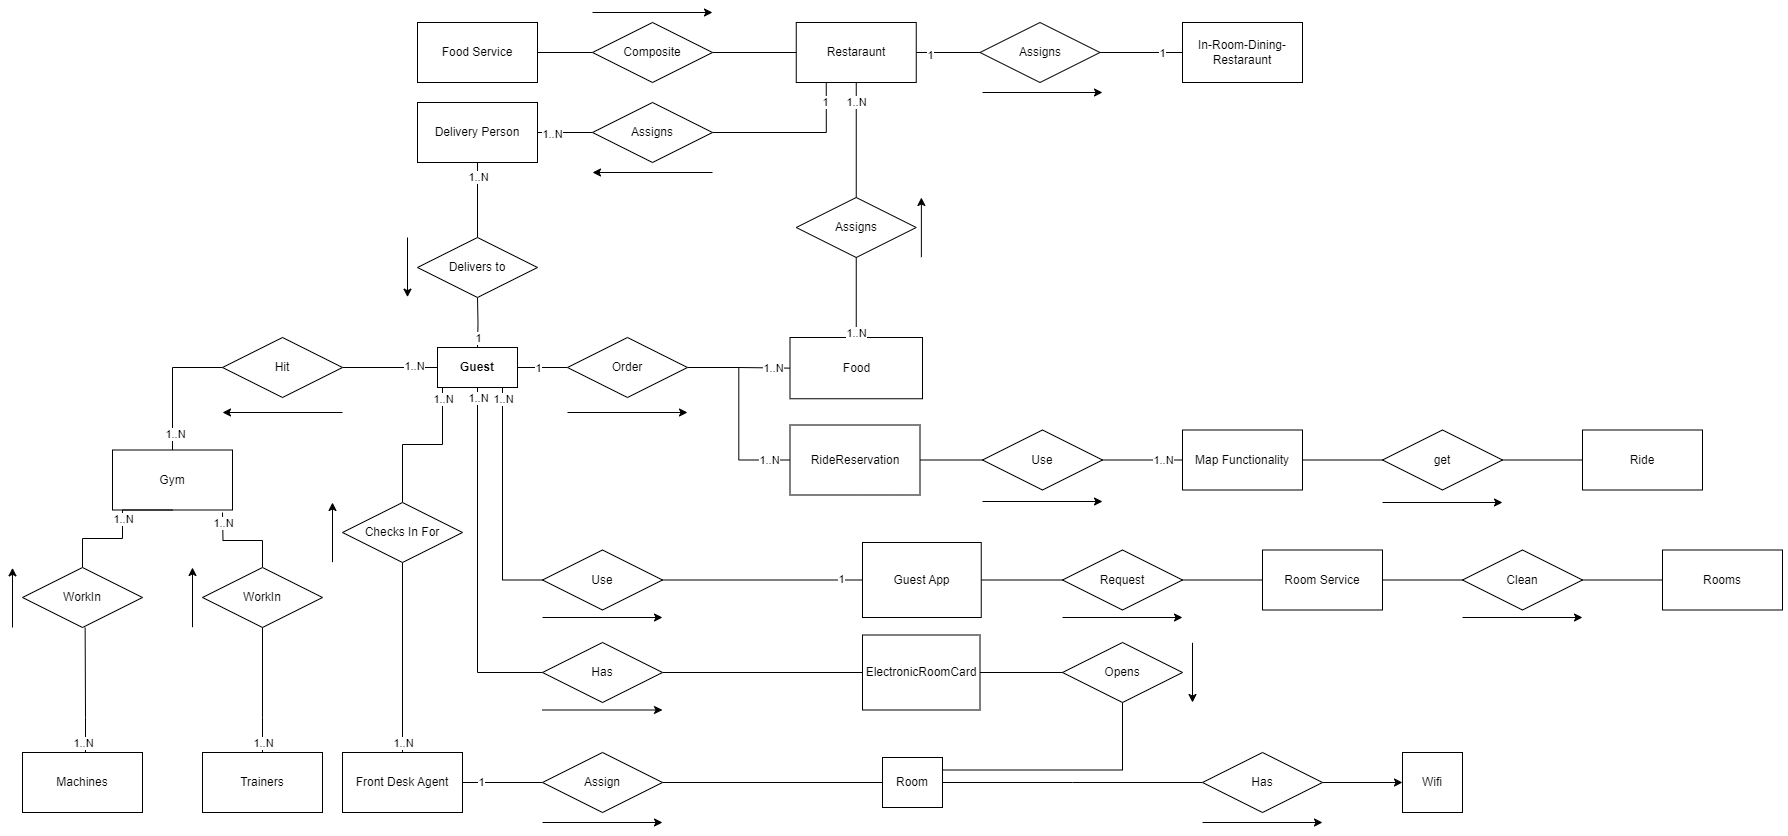 Food Service
Composite
Restaraunt
1
Assigns
1
In-Room-Dining-
Restaraunt
1
1..N
Delivery Person
1..N
Assigns
1..N
Assigns
Delivers to
1..N
1
Hit
1..N
Guest
1
Order
1..N
Food
1..N
1..N
1..N
1..N
1..N
RideReservation
Use
1..N
Map Functionality
get
Ride
Gym
1..N
1..N
Checks In For
WorkIn
WorkIn
Use
1
Guest App
Request
Room Service
Clean
Rooms
Has
ElectronicRoomCard
Opens
1..N
1..N
1..N
Machines
Trainers
Front Desk Agent
1
Assign
Room
Has
Wifi